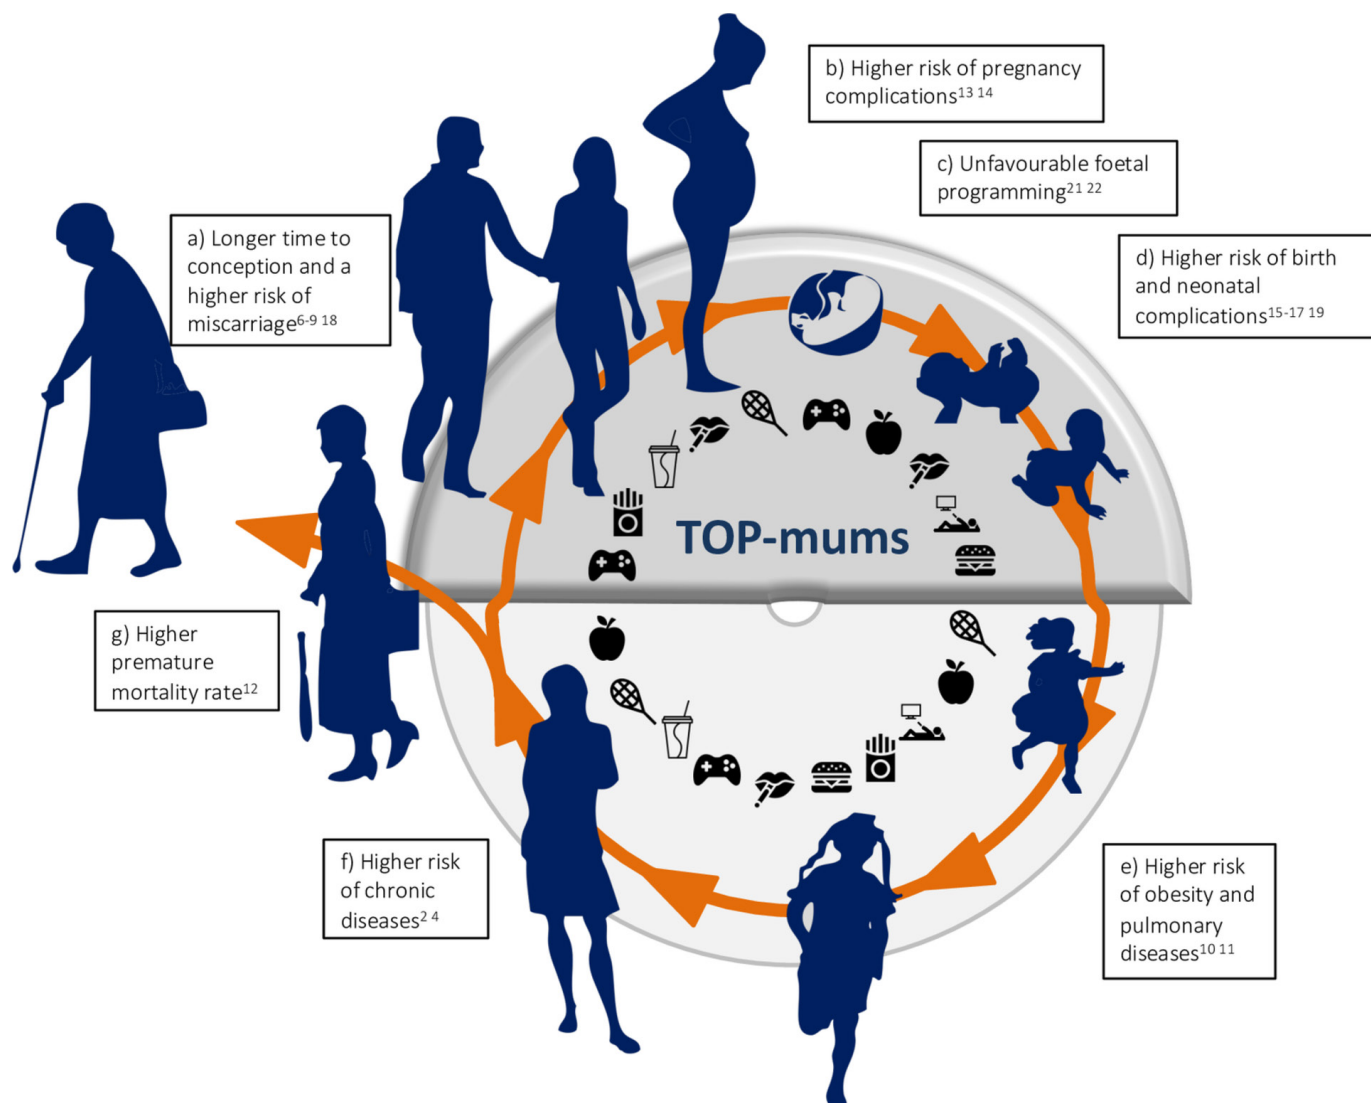 b) Higher risk of pregnancy
complications13 14
c) Unfavourable foetal
programming21 22
a) Longer time to
conception and a
higher risk of
miscarriage6-9 18
d) Higher risk of birth
and neonatal
complications15-17 19
TOP-mums
g) Higher
premature
mortality rate12
f) Higher risk
of chronic
diseases2 4
e) Higher risk
of obesity and
pulmonary
diseases10 11